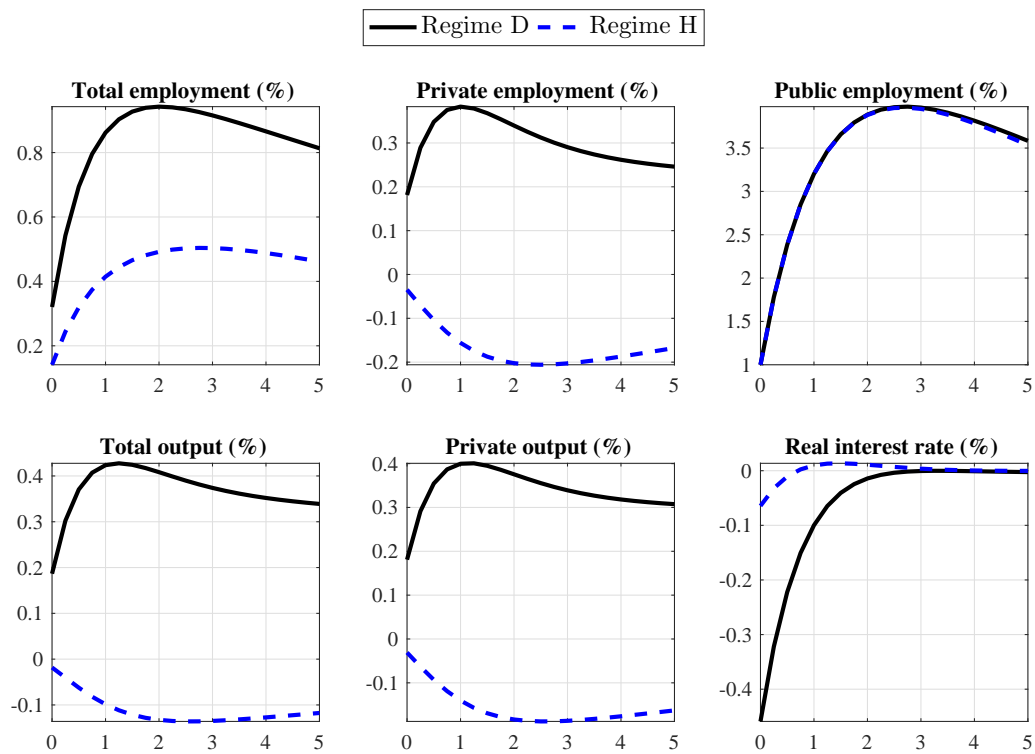 Regime D Regime H
Total employment (%)
0.8
0.6
0.4
0.2
0 1 2 3 4 5
Private employment (%)
0.3
0.2
0.1
0
-0.1
-0.2
0 1 2 3 4 5
Public employment (%)
3.5
3
2.5
2
1.5
1
0 1 2 3 4 5
Total output (%)
0.4
0.3
0.2
0.1
0
-0.1
0 1 2 3 4 5
Private output (%)
0.4
0.3
0.2
0.1
0
-0.1
0 1 2 3 4 5
Real interest rate (%)
0
-0.1
-0.2
-0.3
-0.4
0 1 2 3 4 5